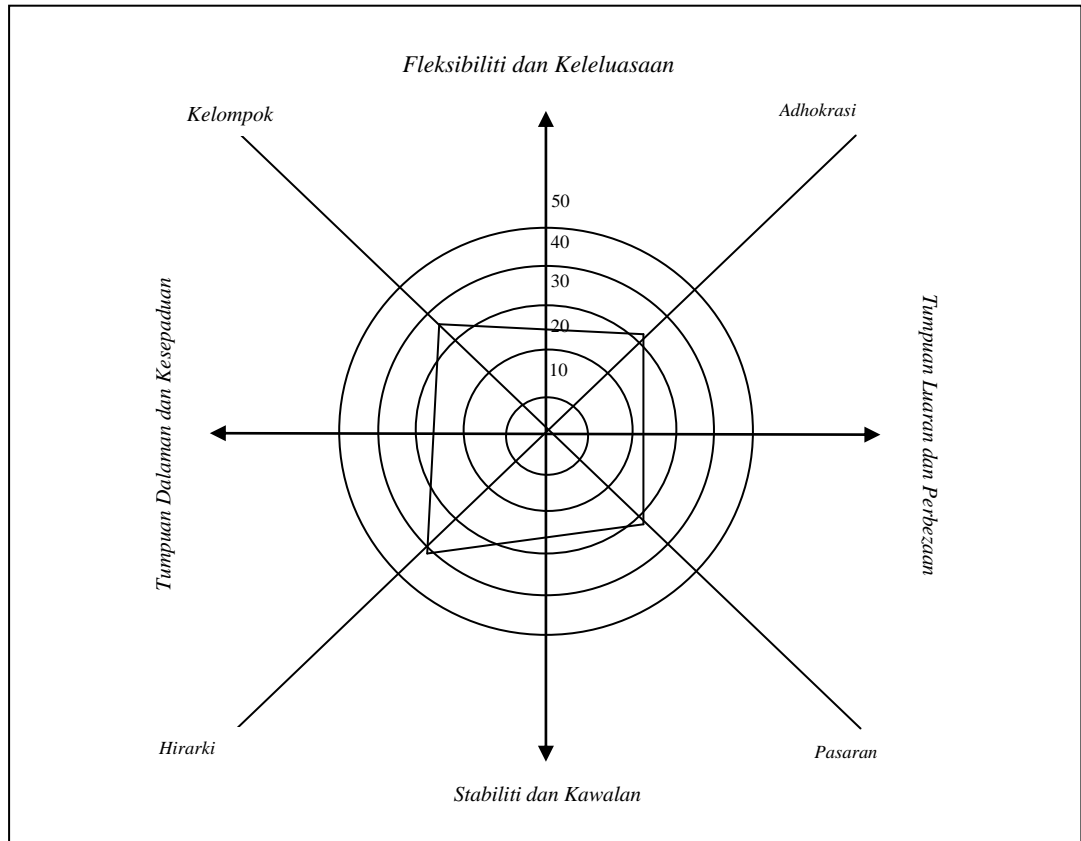 Fleksibiliti dan Keleluasaan
Kelompok
Adhokrasi
50
40
30
20
10
Tumpuan Dalaman dan Kesepaduan
Tumpuan Luaran dan Perbezaan
Hirarki
Pasaran
Stabiliti dan Kawalan